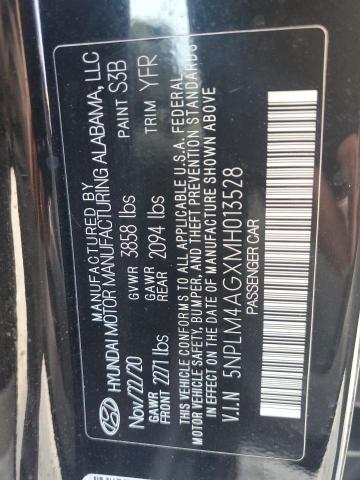 MANUFACTURED BY
HYUNDAI MOTOR MANUFACTURING ALABAMA, LLC
Nov/22/20 GVWR 3858 lbs PAINT S3B
GAWR FRONT 2271 lbs GAWR REAR 2094 lbs TRIM YFR
THIS VEHICLE CONFORMS TO ALL APPLICABLE U.S.A. FEDERAL
MOTOR VEHICLE SAFETY, BUMPER, AND THEFT PREVENTION STANDARDS
IN EFFECT ON THE DATE OF MANUFACTURE SHOWN ABOVE
V.I.N 5NPLM4AGXMH013528
PASSENGER CAR